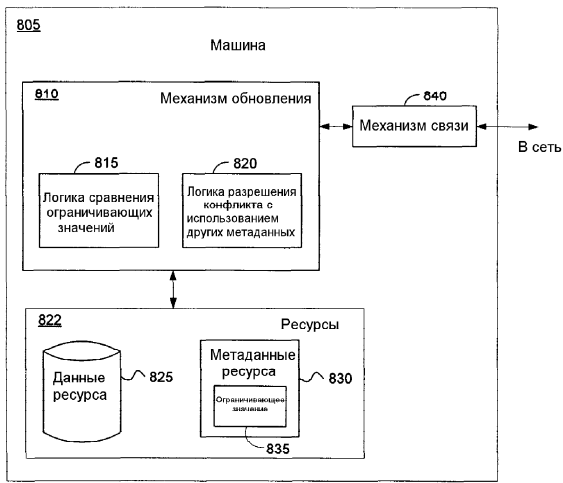 805
Машина
810
Механизм обновления
840
Механизм связи
В сеть
815
Логика сравнения
ограничивающих
значений
820
Логика разрешения
конфликта с
использованием
других метаданных
822
Ресурсы
Данные
ресурса
825
Метаданные
ресурса
830
Ограничивающее
значение
835